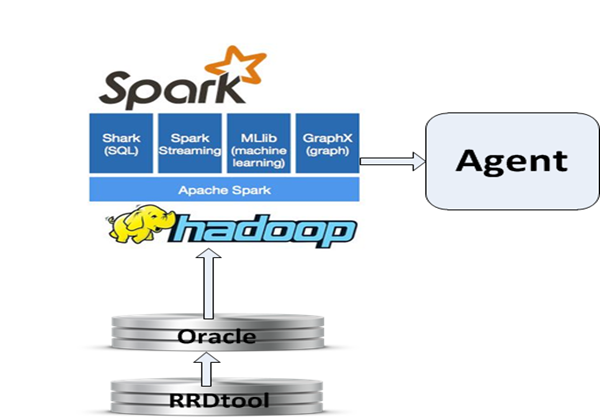 Spark
Shark
(SQL)
Spark
Streaming
MLlib
(machine
learning)
GraphX
(graph)
Apache Spark
hadoop
Agent
Oracle
RRDtool